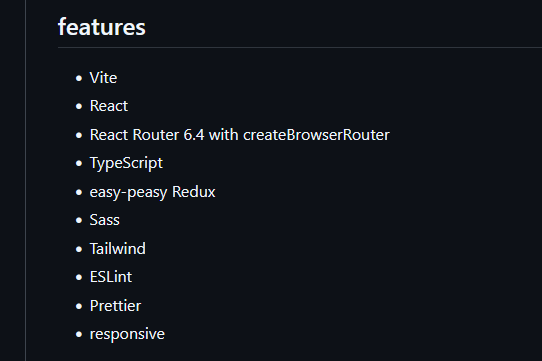 features
Vite
React
React Router 6.4 with createBrowserRouter
TypeScript
easy-peasy Redux
Sass
Tailwind
ESLint
Prettier
responsive